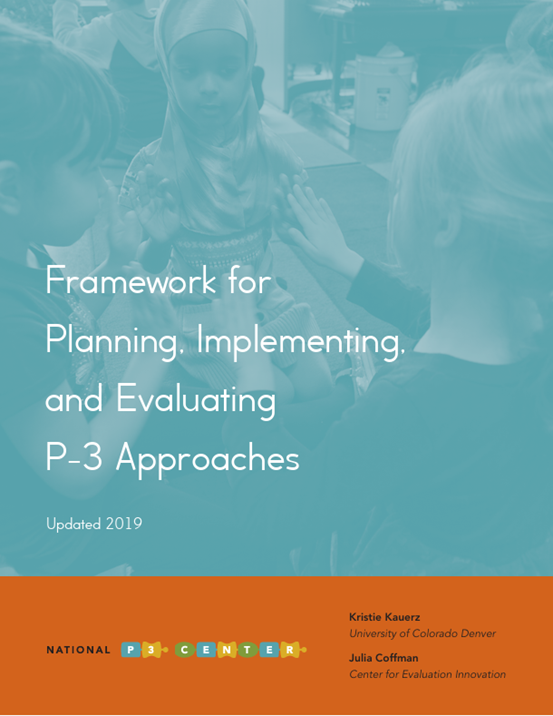 Framework for
Planning, Implementing,
and Evaluating
P-3 Approaches
Updated 2019
NATIONAL P3 CENTER
Kristie Kauerz
University of Colorado Denver
Julia Coffman
Center for Evaluation Innovation